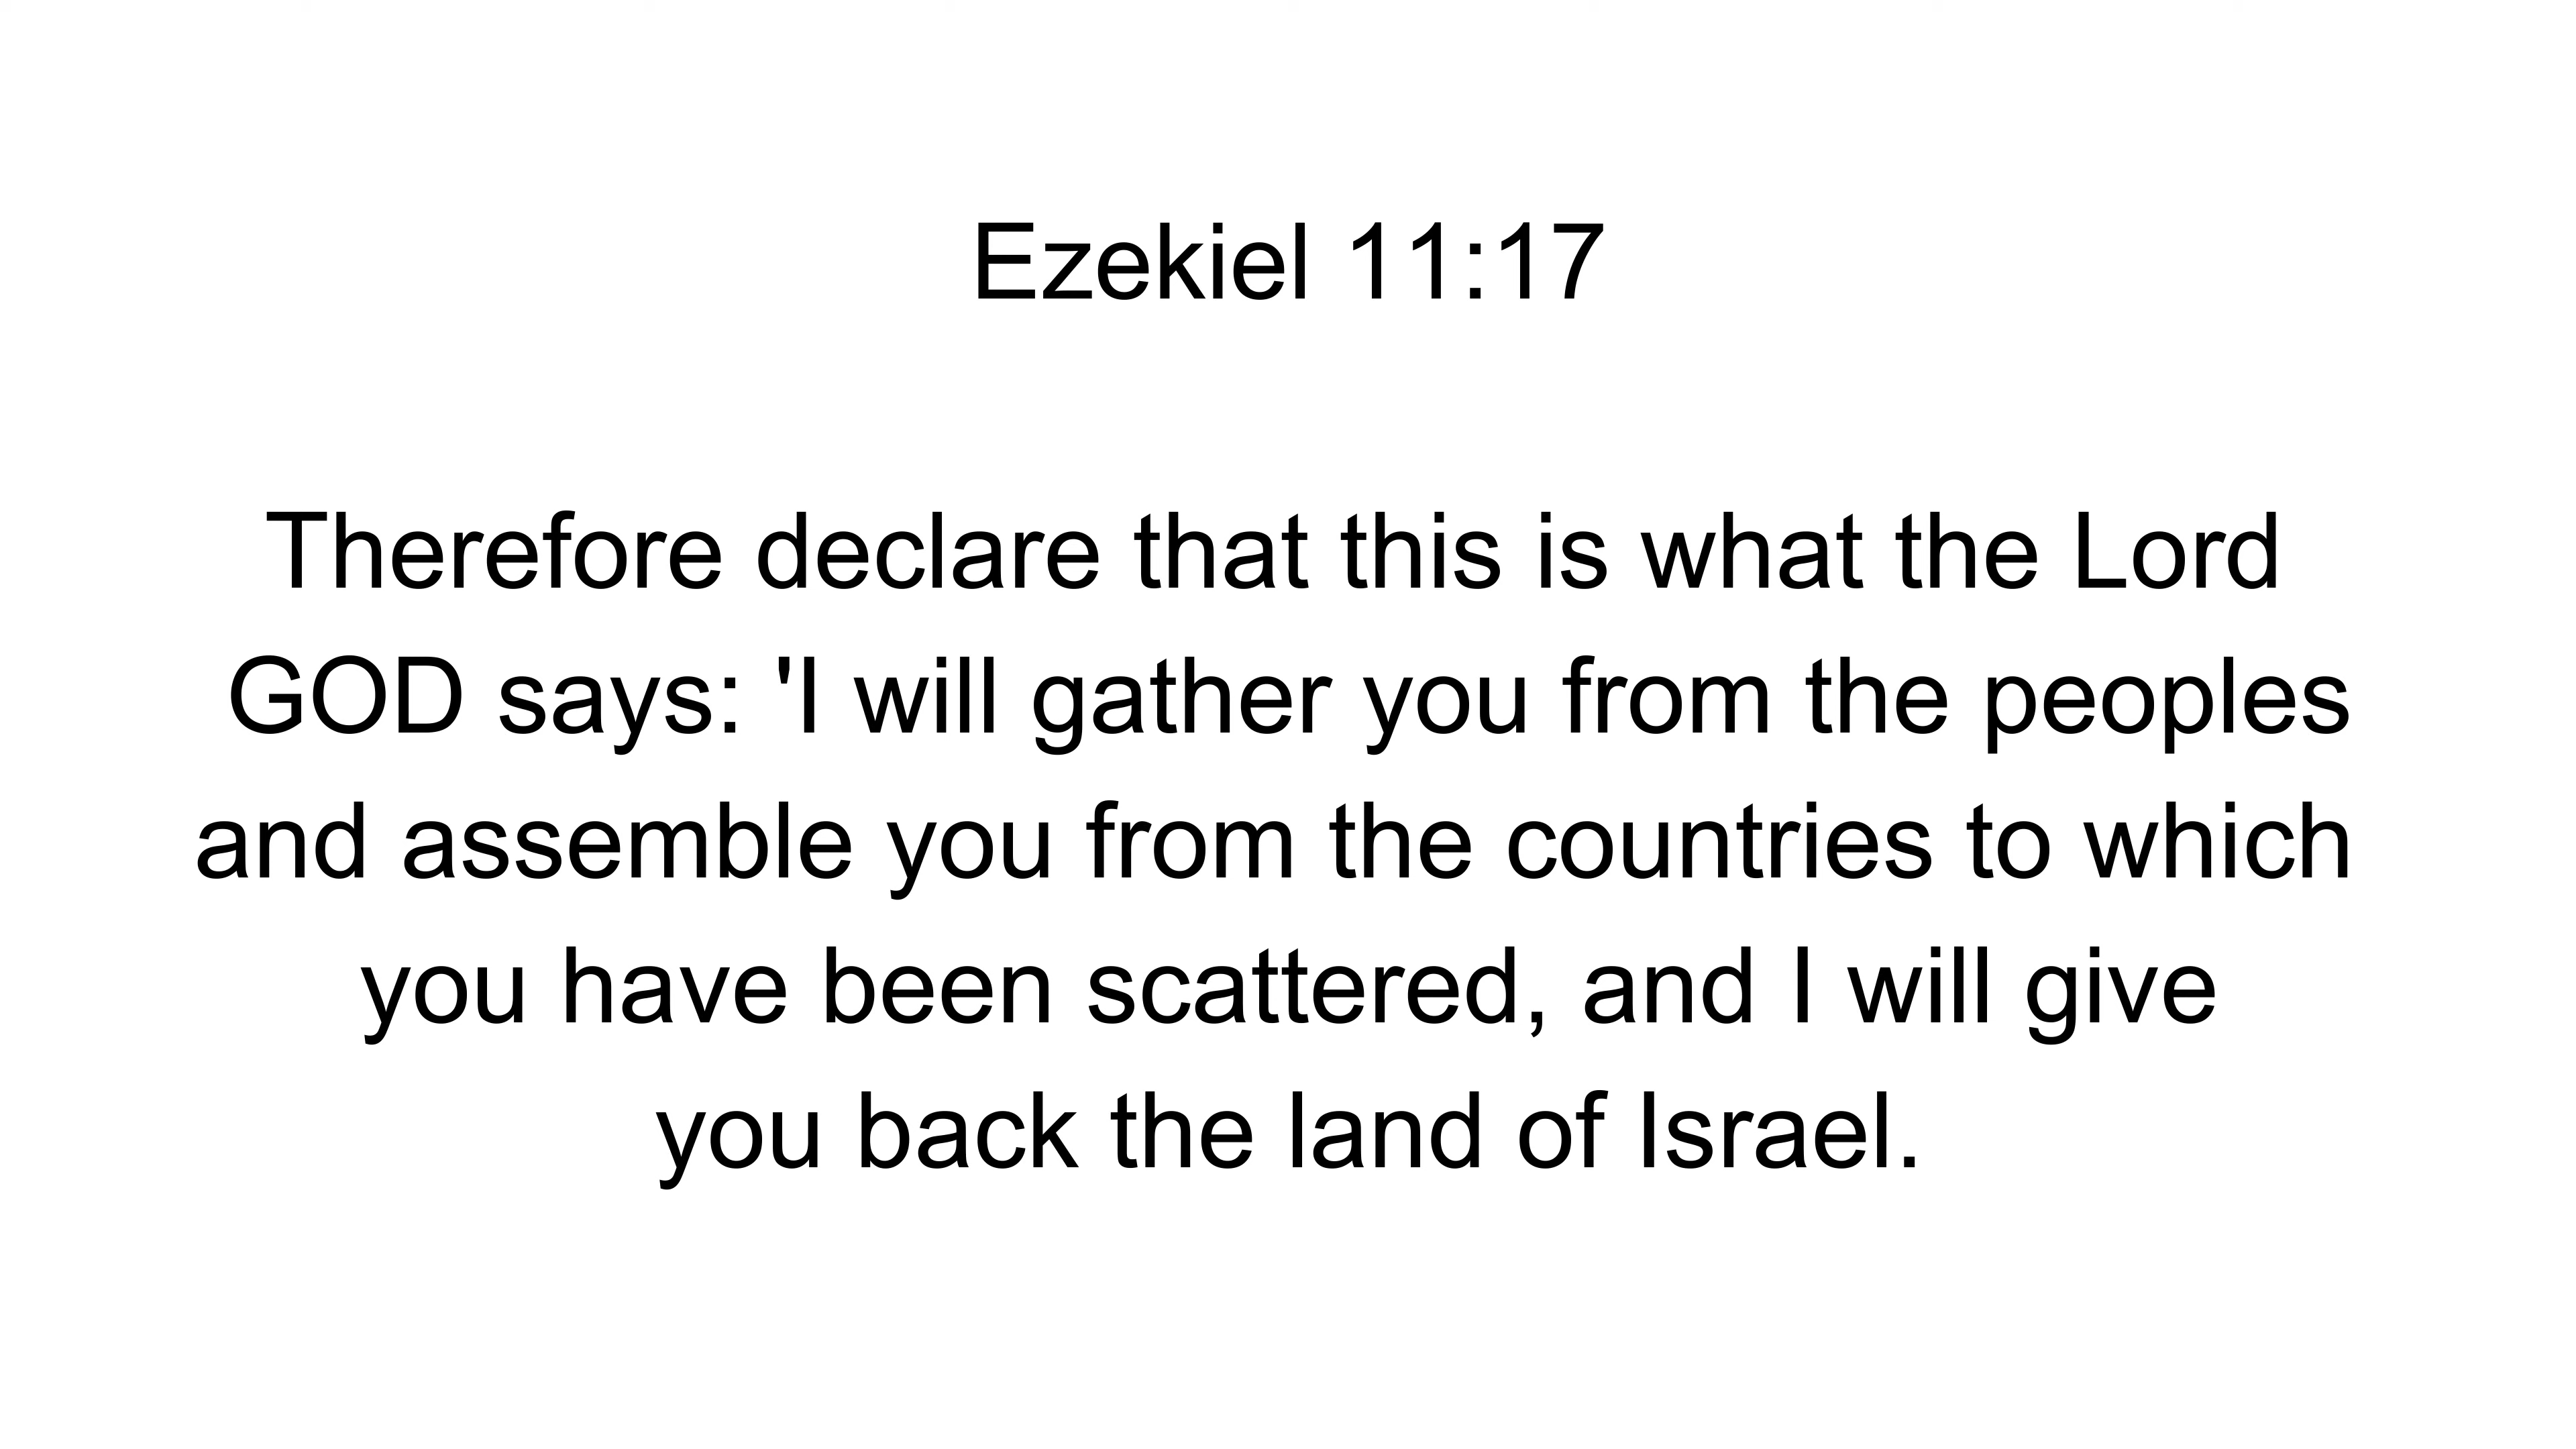 Ezekiel 11:17
Therefore declare that this is what the Lord
GOD says: 'I will gather you from the peoples
and assemble you from the countries to which
you have been scattered, and I will give
you back the land of Israel.